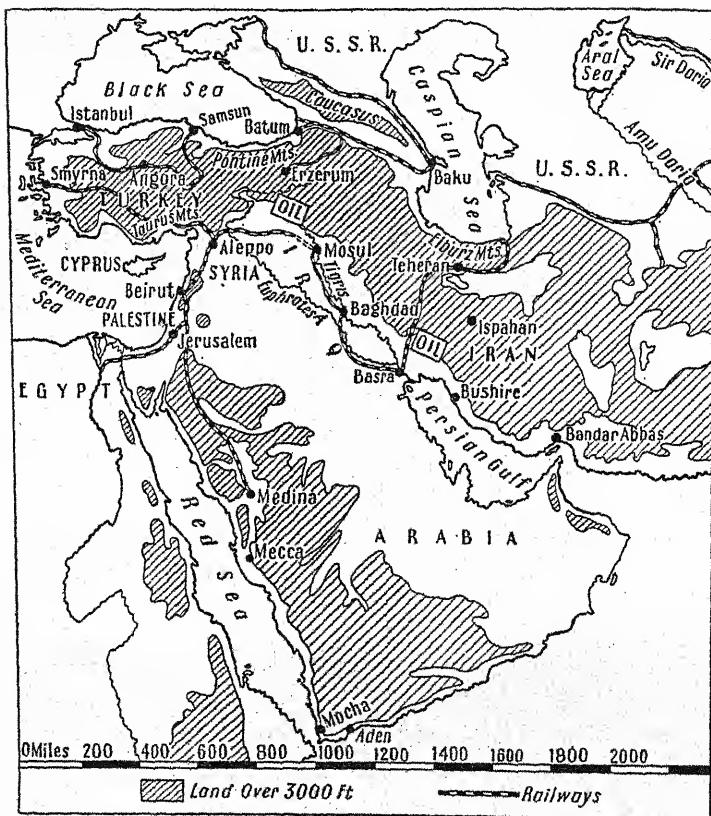 U. S. S. R.
Aral Sea
Sir Daria
Black Sea
Caspian Sea
Caucasus
Istanbul
Samsun
Batum
Amu Daria
Pontine Mts.
U. S. S. R.
Smyrna
Angora
Erzerum
Baku
TURKEY
Taurus Mts.
OIL
Iburz Mts.
Mediterranean Sea
CYPRUS
Aleppo
Mosul
Teheran
SYRIA
IRAQ
Tigris
Euphrates
Beirut
Baghdad
Ispahan
PALESTINE
Jerusalem
OIL
IRAN
EGYPT
Basra
Bushire
Persian Gulf
Bandar Abbas
Medina
Red Sea
ARABIA
Mecca
Mocha
Aden
0 Miles 200 400 600 800 1000 1200 1400 1600 1800 2000
Land Over 3000 Ft
Railways